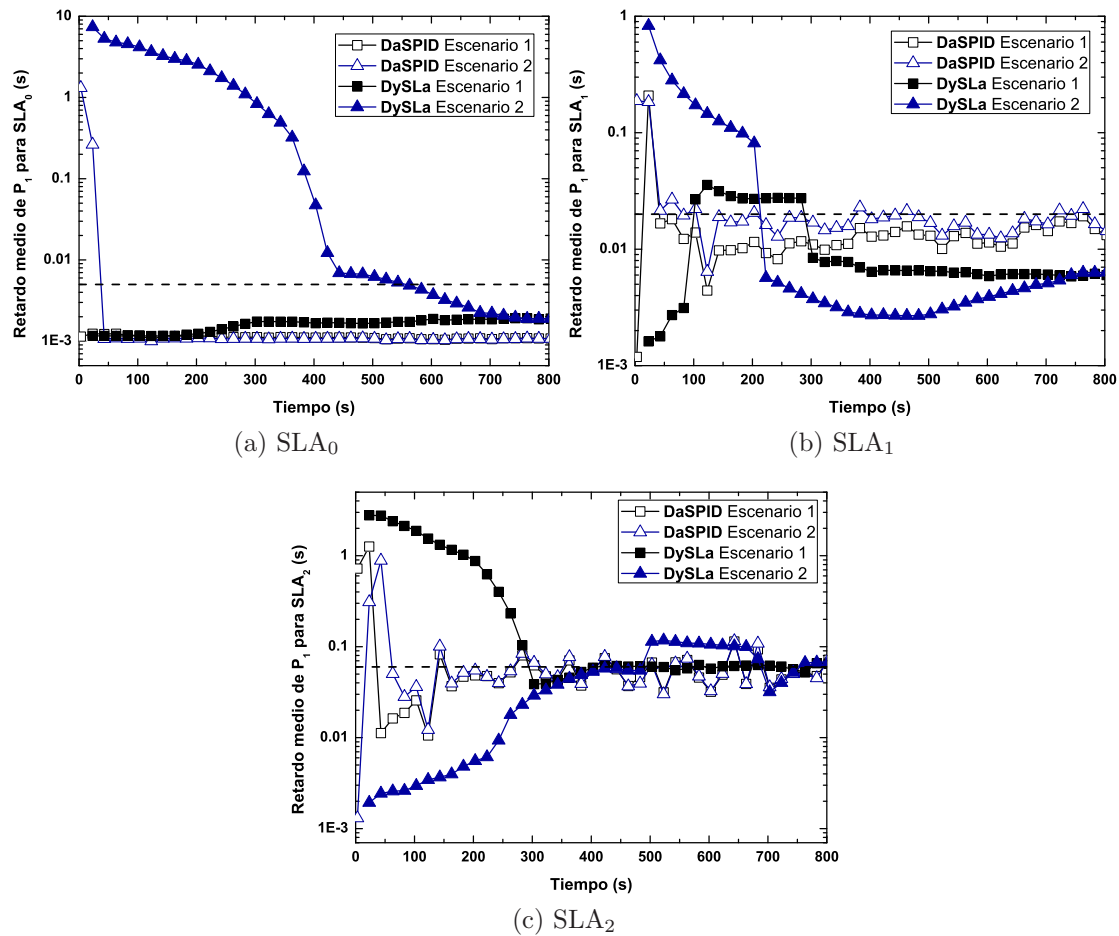 Retardo medio de P₁ para SLA₀ (s)
10
1
0.1
0.01
1E-3
DaSPID Escenario 1
DaSPID Escenario 2
DySLa Escenario 1
DySLa Escenario 2
0 100 200 300 400 500 600 700 800
Tiempo (s)
(a) SLA₀
Retardo medio de P₁ para SLA₁ (s)
1
0.1
0.01
1E-3
DaSPID Escenario 1
DaSPID Escenario 2
DySLa Escenario 1
DySLa Escenario 2
0 100 200 300 400 500 600 700 800
Tiempo (s)
(b) SLA₁
Retardo medio de P₁ para SLA₂ (s)
1
0.1
0.01
1E-3
DaSPID Escenario 1
DaSPID Escenario 2
DySLa Escenario 1
DySLa Escenario 2
0 100 200 300 400 500 600 700 800
Tiempo (s)
(c) SLA₂